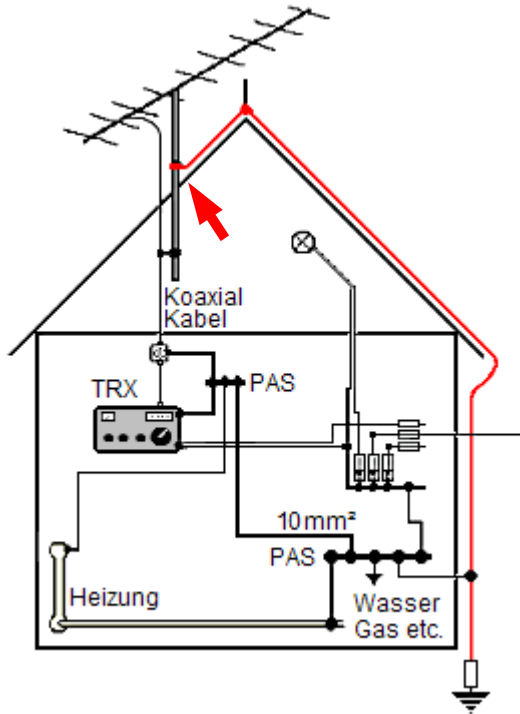 Koaxial
Kabel
TRX
PAS
10mm²
PAS
Heizung
Wasser
Gas etc.